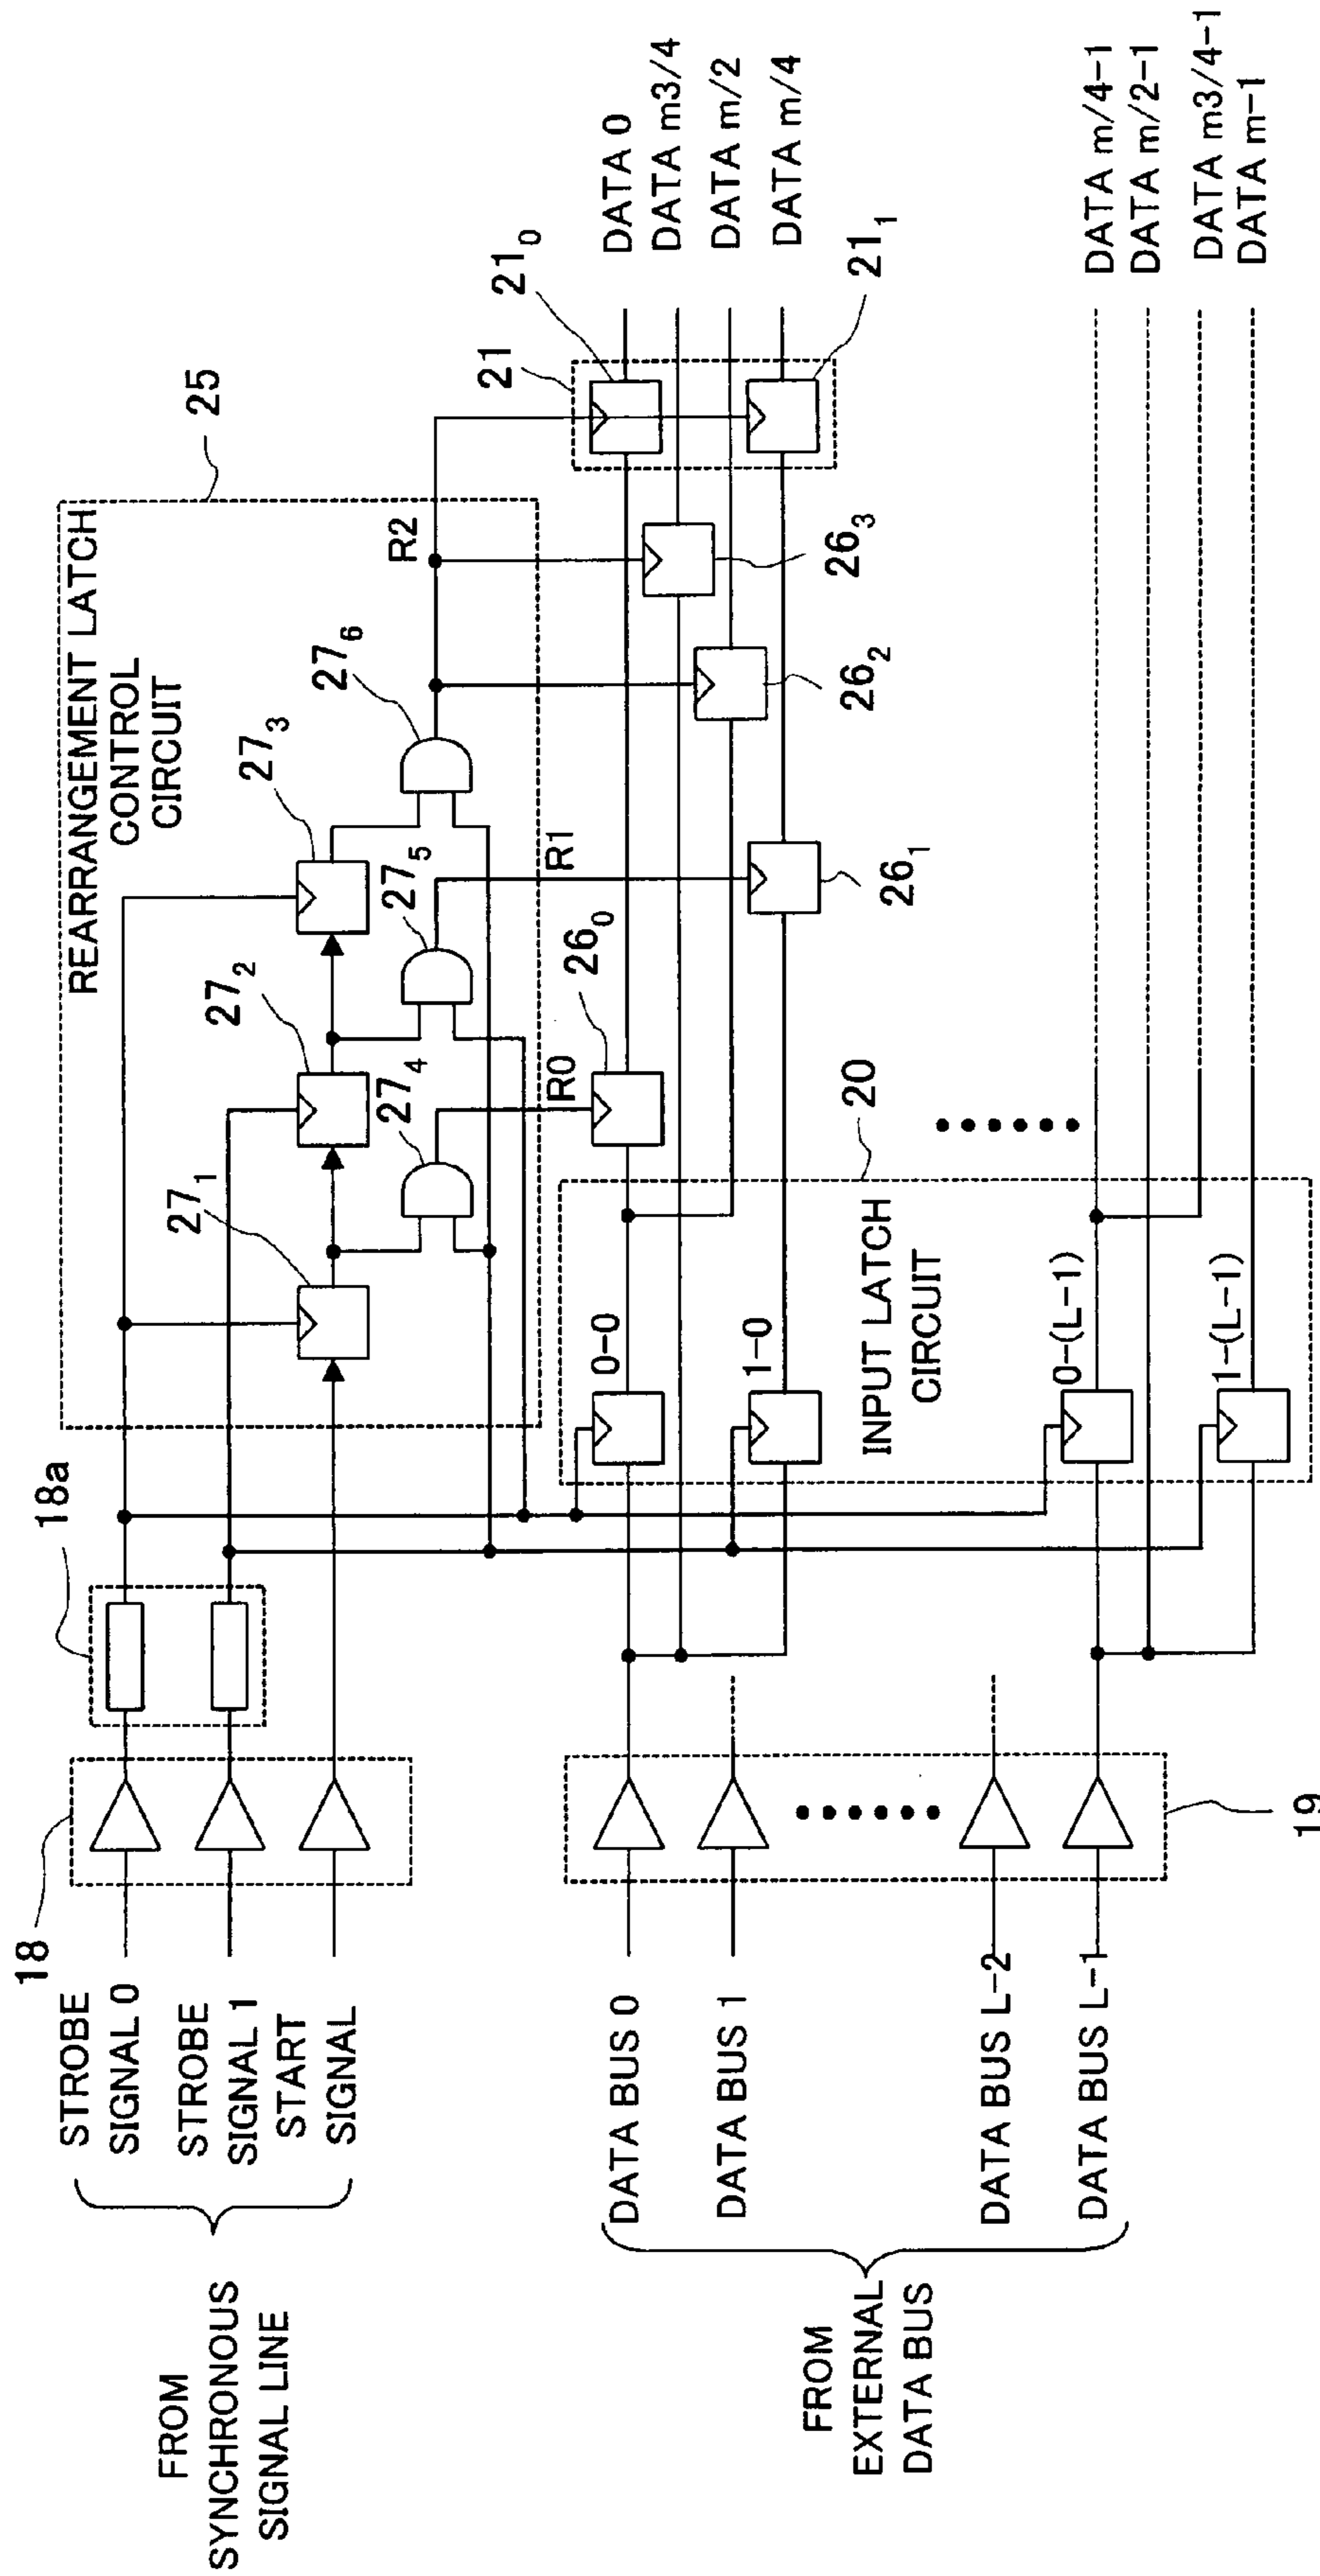 FROM
SYNCHRONOUS
SIGNAL LINE
STROBE
SIGNAL 0
STROBE
SIGNAL 1
START
SIGNAL
18
18a
REARRANGEMENT LATCH
CONTROL
CIRCUIT
25
27₁
27₂
27₃
27₄
27₅
27₆
R0
R1
R2
FROM
EXTERNAL
DATA BUS
DATA BUS 0
DATA BUS 1
DATA BUS L-2
DATA BUS L-1
19
INPUT LATCH
CIRCUIT
20
0-0
1-0
0-(L-1)
1-(L-1)
26₀
26₁
26₂
26₃
21
21₀
21₁
DATA 0
DATA m3/4
DATA m/2
DATA m/4
DATA m/4-1
DATA m/2-1
DATA m3/4-1
DATA m-1